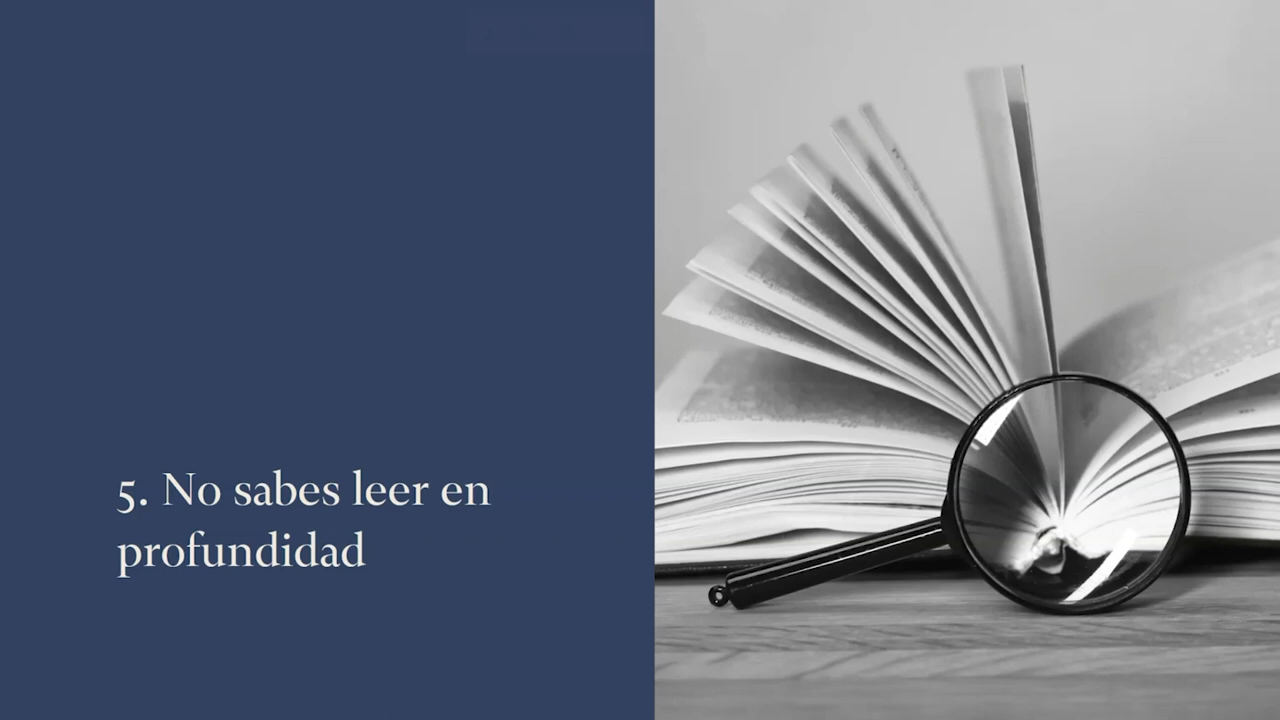 5. No sabes leer en
profundidad